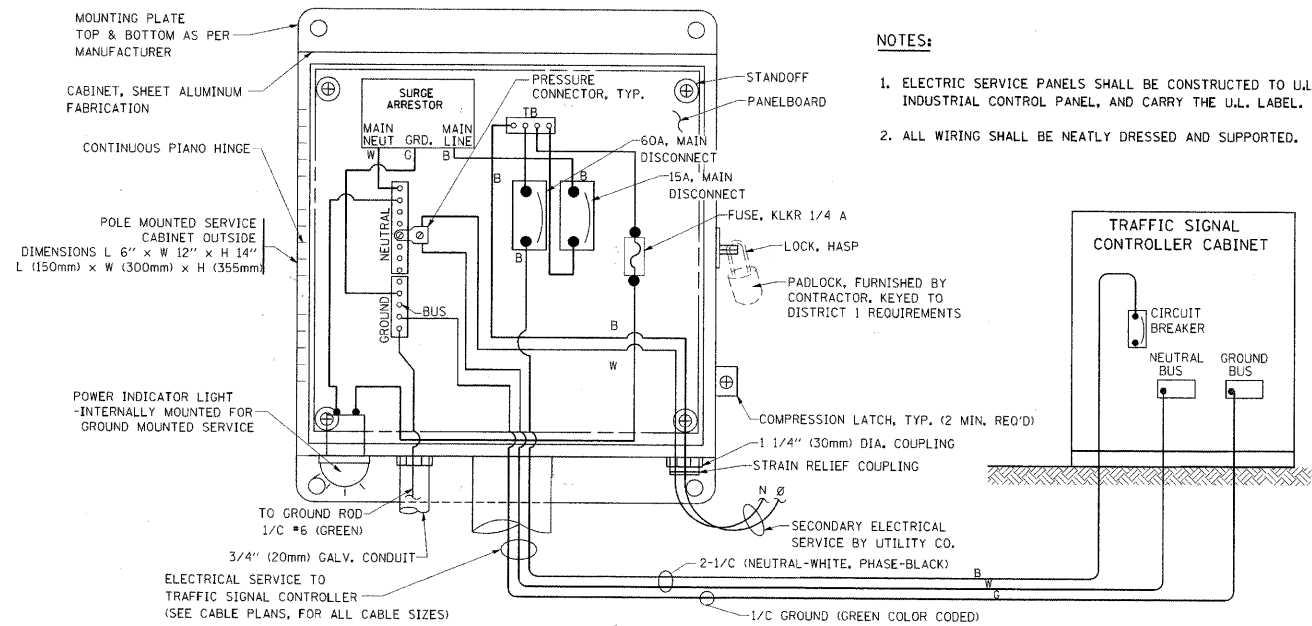 MOUNTING PLATE
TOP & BOTTOM AS PER
MANUFACTURER
CABINET, SHEET ALUMINUM
FABRICATION
CONTINUOUS PIANO HINGE
POLE MOUNTED SERVICE
CABINET OUTSIDE
DIMENSIONS L 6" x W 12" x H 14"
L (150mm) x W (300mm) x H (355mm)
POWER INDICATOR LIGHT
-INTERNALLY MOUNTED FOR
GROUND MOUNTED SERVICE
SURGE
ARRESTOR
MAIN
NEUT
GRD.
MAIN
LINE
W
G
B
NEUTRAL
GROUND
BUS
TB
PRESSURE
CONNECTOR, TYP.
60A, MAIN
DISCONNECT
15A, MAIN
DISCONNECT
B
B
B
FUSE, KLKR 1/4 A
B
W
STANDOFF
PANELBOARD
LOCK, HASP
PADLOCK, FURNISHED BY
CONTRACTOR, KEYED TO
DISTRICT 1 REQUIREMENTS
COMPRESSION LATCH, TYP. (2 MIN. REQ'D)
1 1/4" (30mm) DIA. COUPLING
STRAIN RELIEF COUPLING
N Ø
SECONDARY ELECTRICAL
SERVICE BY UTILITY CO.
TO GROUND ROD
1/C #6 (GREEN)
3/4" (20mm) GALV. CONDUIT
ELECTRICAL SERVICE TO
TRAFFIC SIGNAL CONTROLLER
(SEE CABLE PLANS, FOR ALL CABLE SIZES)
2-1/C (NEUTRAL-WHITE, PHASE-BLACK)
B
W
G
1/C GROUND (GREEN COLOR CODED)
NOTES:
1. ELECTRIC SERVICE PANELS SHALL BE CONSTRUCTED TO U.L
INDUSTRIAL CONTROL PANEL, AND CARRY THE U.L. LABEL.
2. ALL WIRING SHALL BE NEATLY DRESSED AND SUPPORTED.
TRAFFIC SIGNAL
CONTROLLER CABINET
CIRCUIT
BREAKER
NEUTRAL
BUS
GROUND
BUS